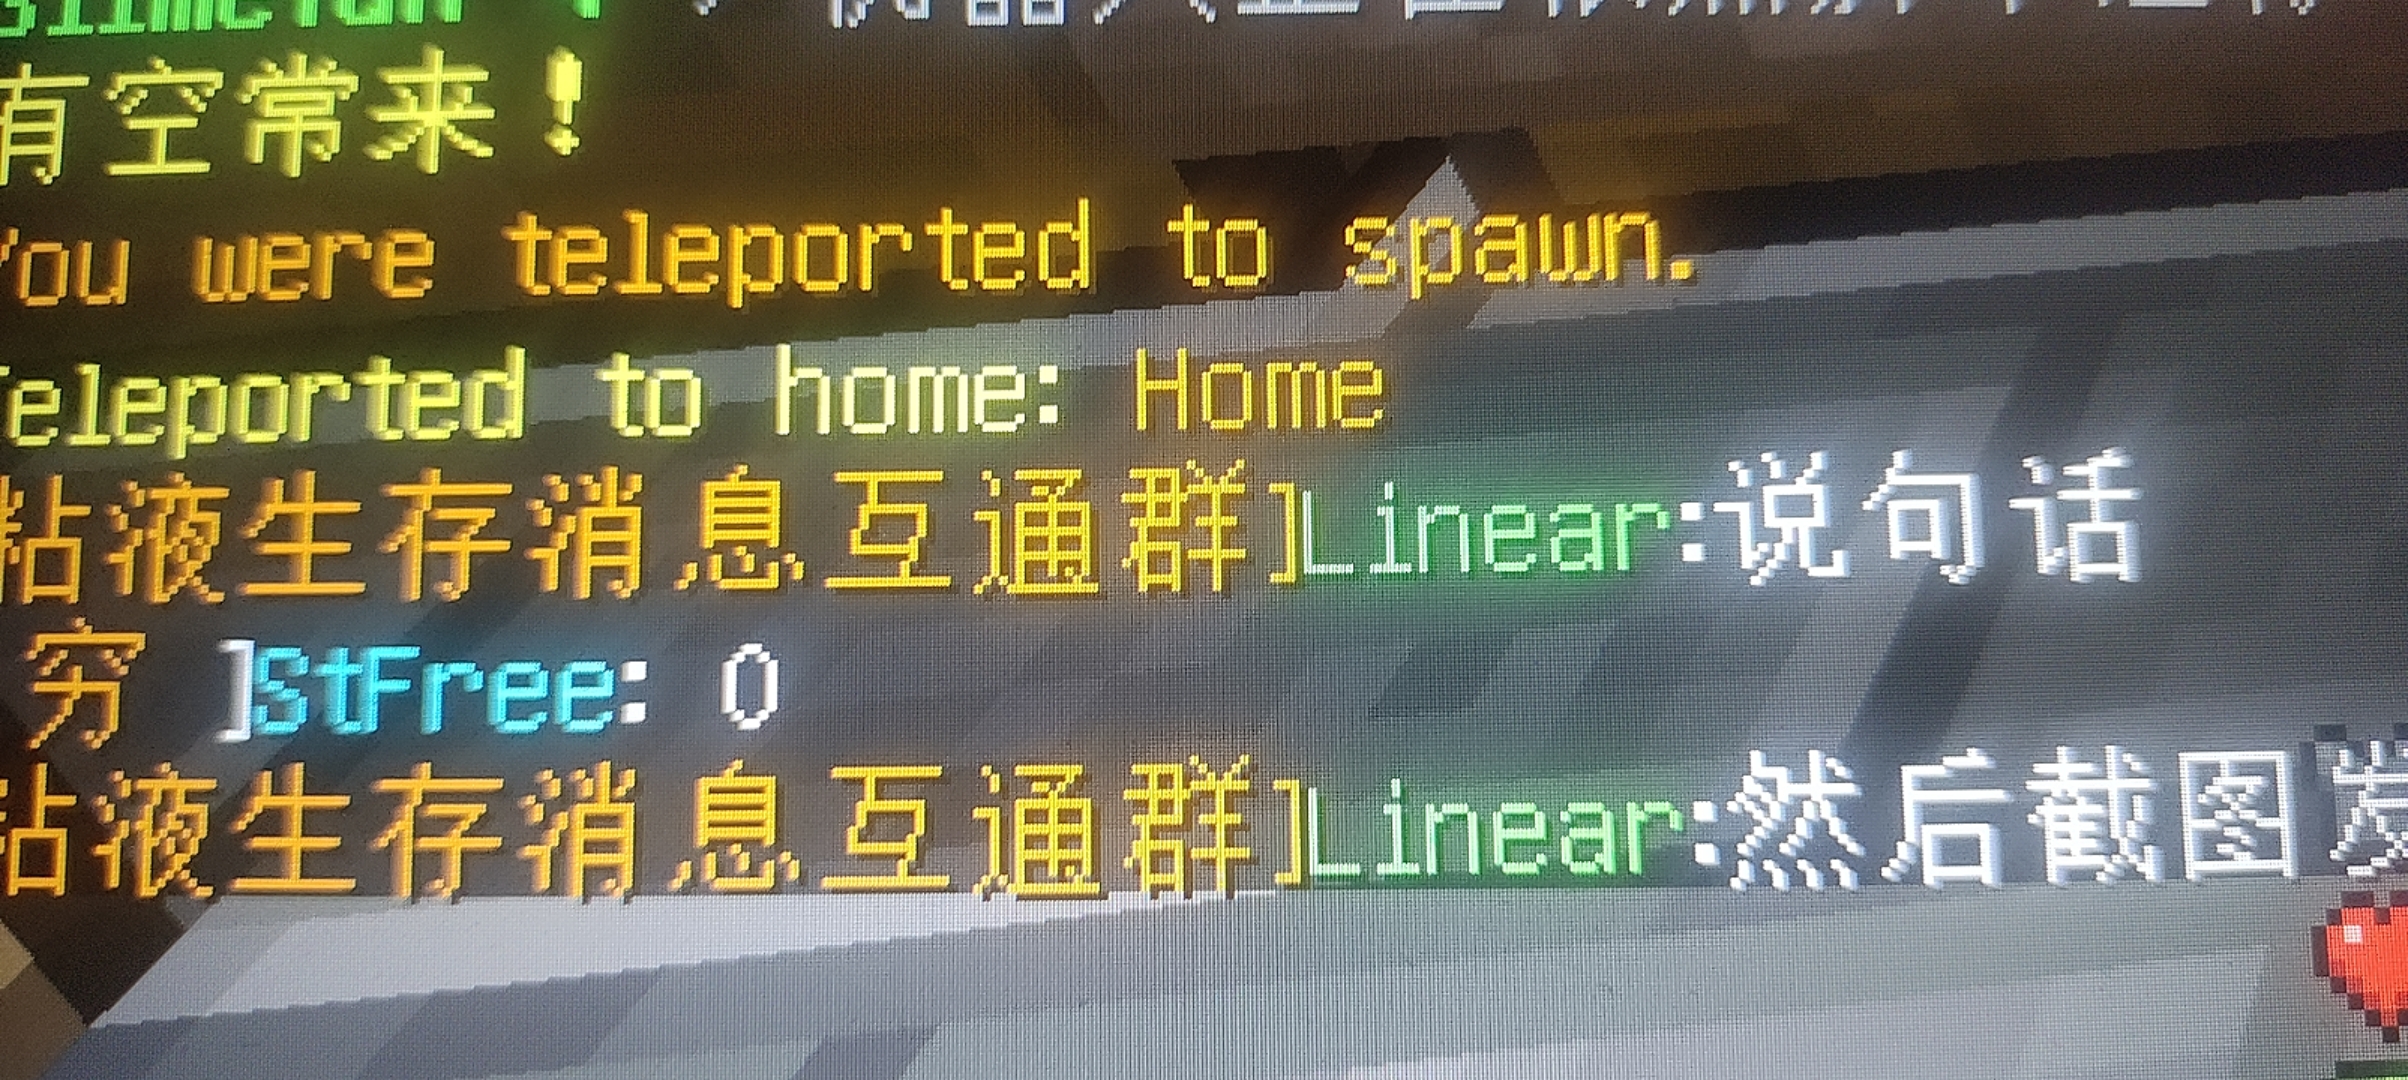 有空常来！
You were teleported to spawn.
Teleported to home: Home
粘液生存消息互通群]Linear:说句话
穷 ]StFree: 0
粘液生存消息互通群]Linear:然后截图发